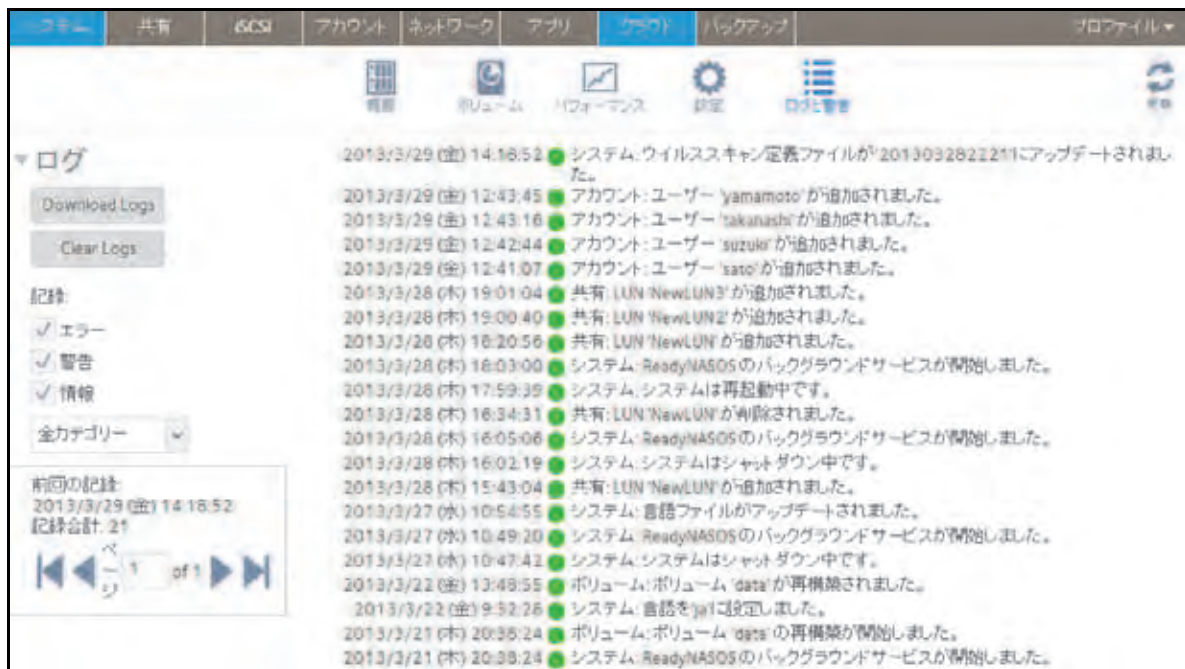 システム 共有 iSCSI アカウント ネットワーク アプリ クラウド バックアップ プロファイル
概要 ボリューム パフォーマンス 設定 ログと警告 更新
ログ
Download Logs
Clear Logs
記録:
エラー
警告
情報
全カテゴリー
前回の記録:
2013/3/29 (金) 14:18:52
記録合計: 21
ページ 1 of 1
2013/3/29 (金) 14:18:52 システム: ウイルススキャン定義ファイルが '201303282221'にアップデートされまし
た。
2013/3/29 (金) 12:43:45 アカウント: ユーザー 'yamamoto' が追加されました。
2013/3/29 (金) 12:43:16 アカウント: ユーザー 'takanashi' が追加されました。
2013/3/29 (金) 12:42:44 アカウント: ユーザー 'suzuki' が追加されました。
2013/3/29 (金) 12:41:07 アカウント: ユーザー 'sato' が追加されました。
2013/3/28 (木) 19:01:04 共有: LUN 'NewLUN3' が追加されました。
2013/3/28 (木) 19:00:40 共有: LUN 'NewLUN2' が追加されました。
2013/3/28 (木) 18:20:56 共有: LUN 'NewLUN' が追加されました。
2013/3/28 (木) 18:03:00 システム: ReadyNASOSのバックグラウンドサービスが開始しました。
2013/3/28 (木) 17:59:39 システム: システムは再起動中です。
2013/3/28 (木) 16:34:31 共有: LUN 'NewLUN' が削除されました。
2013/3/28 (木) 16:05:06 システム: ReadyNASOSのバックグラウンドサービスが開始しました。
2013/3/28 (木) 16:02:19 システム: システムはシャットダウン中です。
2013/3/28 (木) 15:43:04 共有: LUN 'NewLUN' が追加されました。
2013/3/27 (水) 10:54:55 システム: 言語ファイルがアップデートされました。
2013/3/27 (水) 10:49:20 システム: ReadyNASOSのバックグラウンドサービスが開始しました。
2013/3/27 (水) 10:47:42 システム: システムはシャットダウン中です。
2013/3/22 (金) 13:48:55 ボリューム: ボリューム 'data' が再構築されました。
2013/3/22 (金) 9:32:28 システム: 言語を'ja'に設定しました。
2013/3/21 (木) 20:38:24 ボリューム: ボリューム 'data' の再構築が開始しました。
2013/3/21 (木) 20:38:24 システム: ReadyNASOSのバックグラウンドサービスが開始しました。